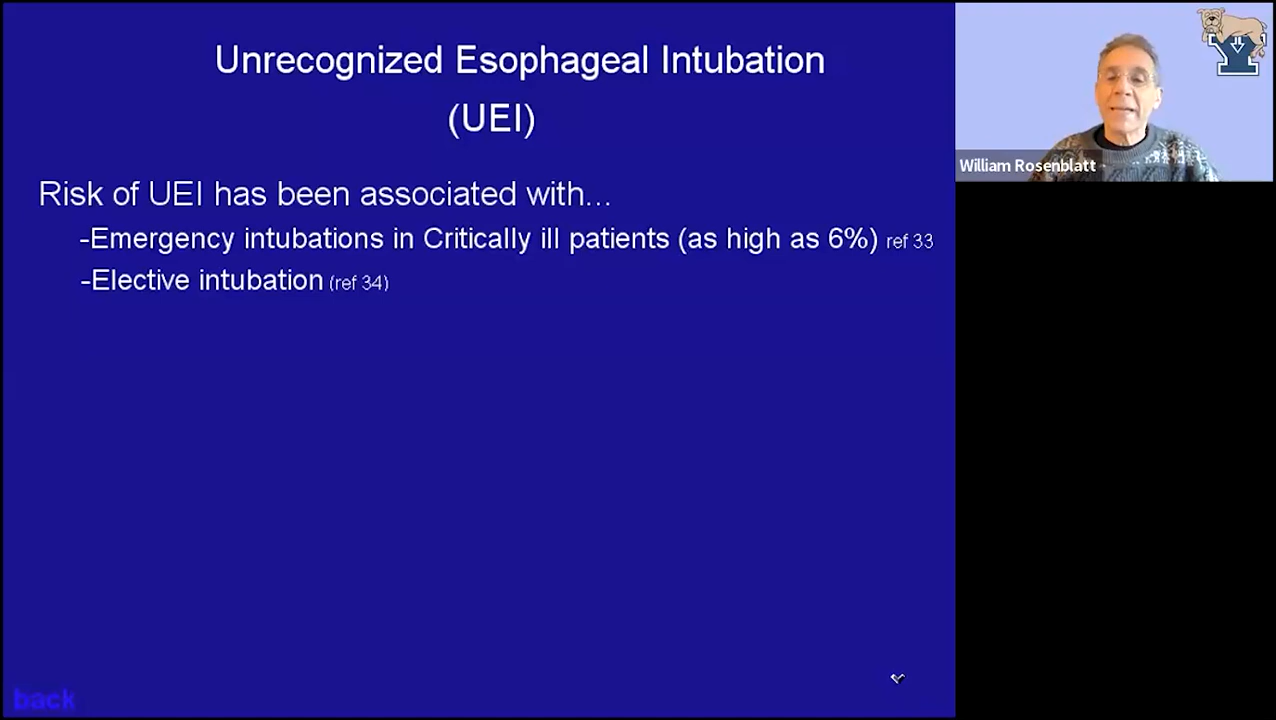 Unrecognized Esophageal Intubation
(UEI)
Risk of UEI has been associated with...
-Emergency intubations in Critically ill patients (as high as 6%) ref 33
-Elective intubation (ref 34)
back
William Rosenblatt
Y